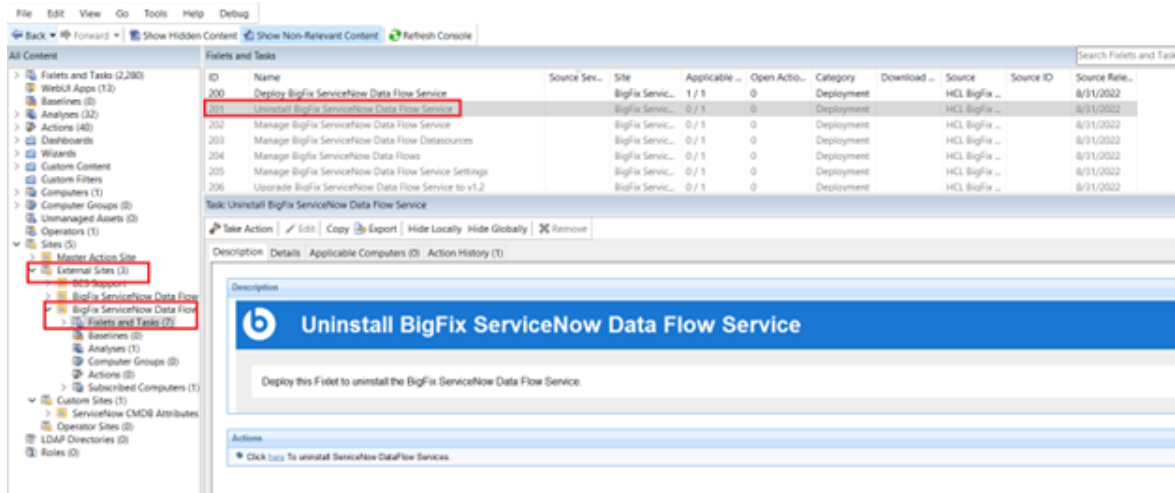 File Edit View Go Tools Help Debug
Back Forward Show Hidden Content Show Non-Relevant Content Refresh Console
All Content
Fixlets and Tasks (2,280)
WebUI Apps (13)
Baselines (0)
Analyses (32)
Actions (40)
Dashboards
Wizards
Custom Content
Custom Filters
Computers (1)
Computer Groups (0)
Unmanaged Assets (0)
Operators (1)
Sites (5)
Master Action Site
External Sites (3)
BES Support
BigFix ServiceNow Data Flow
BigFix ServiceNow Data Flow
Fixlets and Tasks (7)
Baselines (0)
Analyses (1)
Computer Groups (0)
Actions (0)
Subscribed Computers (1)
Custom Sites (1)
ServiceNow CMDB Attributes
Operator Sites (0)
LDAP Directories (0)
Roles (0)
Fixlets and Tasks Search Fixlets and Task
ID Name Source Sev... Site Applicable ... Open Actio... Category Download ... Source Source ID Source Rele...
200 Deploy BigFix ServiceNow Data Flow Service BigFix Servic... 1 / 1 0 Deployment HCL BigFix ... 8/31/2022
201 Uninstall BigFix ServiceNow Data Flow Service BigFix Servic... 0 / 1 0 Deployment HCL BigFix ... 8/31/2022
202 Manage BigFix ServiceNow Data Flow Service BigFix Servic... 0 / 1 0 Deployment HCL BigFix ... 8/31/2022
203 Manage BigFix ServiceNow Data Flow Datasources BigFix Servic... 0 / 1 0 Deployment HCL BigFix ... 8/31/2022
204 Manage BigFix ServiceNow Data Flows BigFix Servic... 0 / 1 0 Deployment HCL BigFix ... 8/31/2022
205 Manage BigFix ServiceNow Data Flow Service Settings BigFix Servic... 0 / 1 0 Deployment HCL BigFix ... 8/31/2022
206 Upgrade BigFix ServiceNow Data Flow Service to v1.2 BigFix Servic... 0 / 1 0 Deployment HCL BigFix ... 8/31/2022
Task: Uninstall BigFix ServiceNow Data Flow Service
Take Action Edit Copy Export Hide Locally Hide Globally Remove
Description Details Applicable Computers (0) Action History (1)
Description
Uninstall BigFix ServiceNow Data Flow Service
Deploy this Fixlet to uninstall the BigFix ServiceNow Data Flow Service.
Actions
Click here To uninstall ServiceNow DataFlow Services.